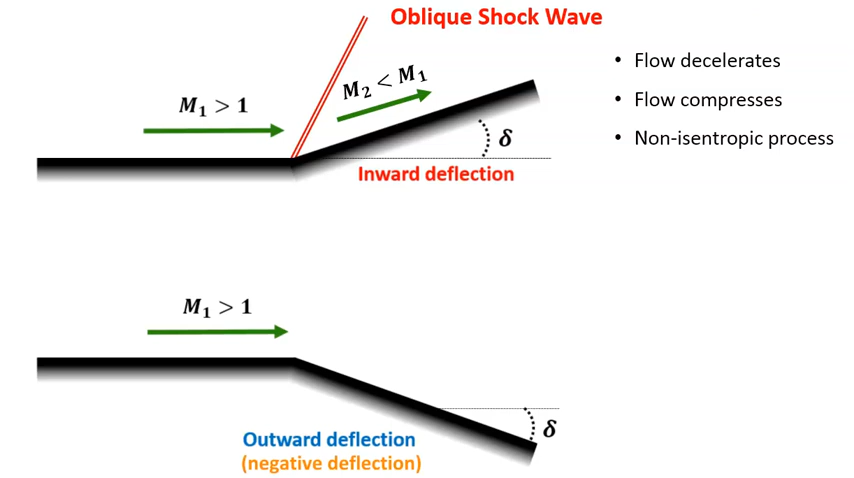 Oblique Shock Wave
M₁ > 1
M₂ < M₁
δ
Inward deflection
• Flow decelerates
• Flow compresses
• Non-isentropic process
M₁ > 1
δ
Outward deflection
(negative deflection)